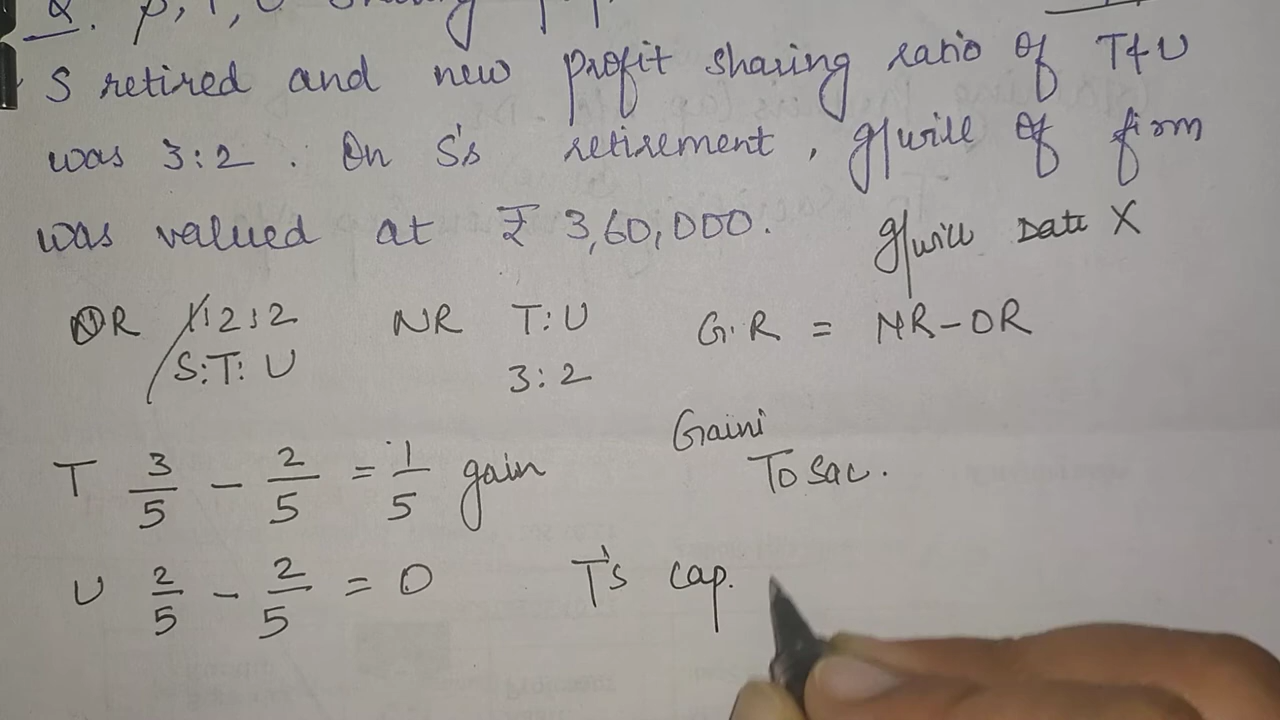 S retired and new profit sharing ratio of T & U
was 3:2. On S's retirement, g/will of firm
was valued at ₹ 3,60,000. g/will Date X
OR 1:2:2 NR T:U G.R = NR-OR
S:T:U 3:2
T 3/5 - 2/5 = 1/5 gain
Gaini
To Sac.
U 2/5 - 2/5 = 0 T's cap.